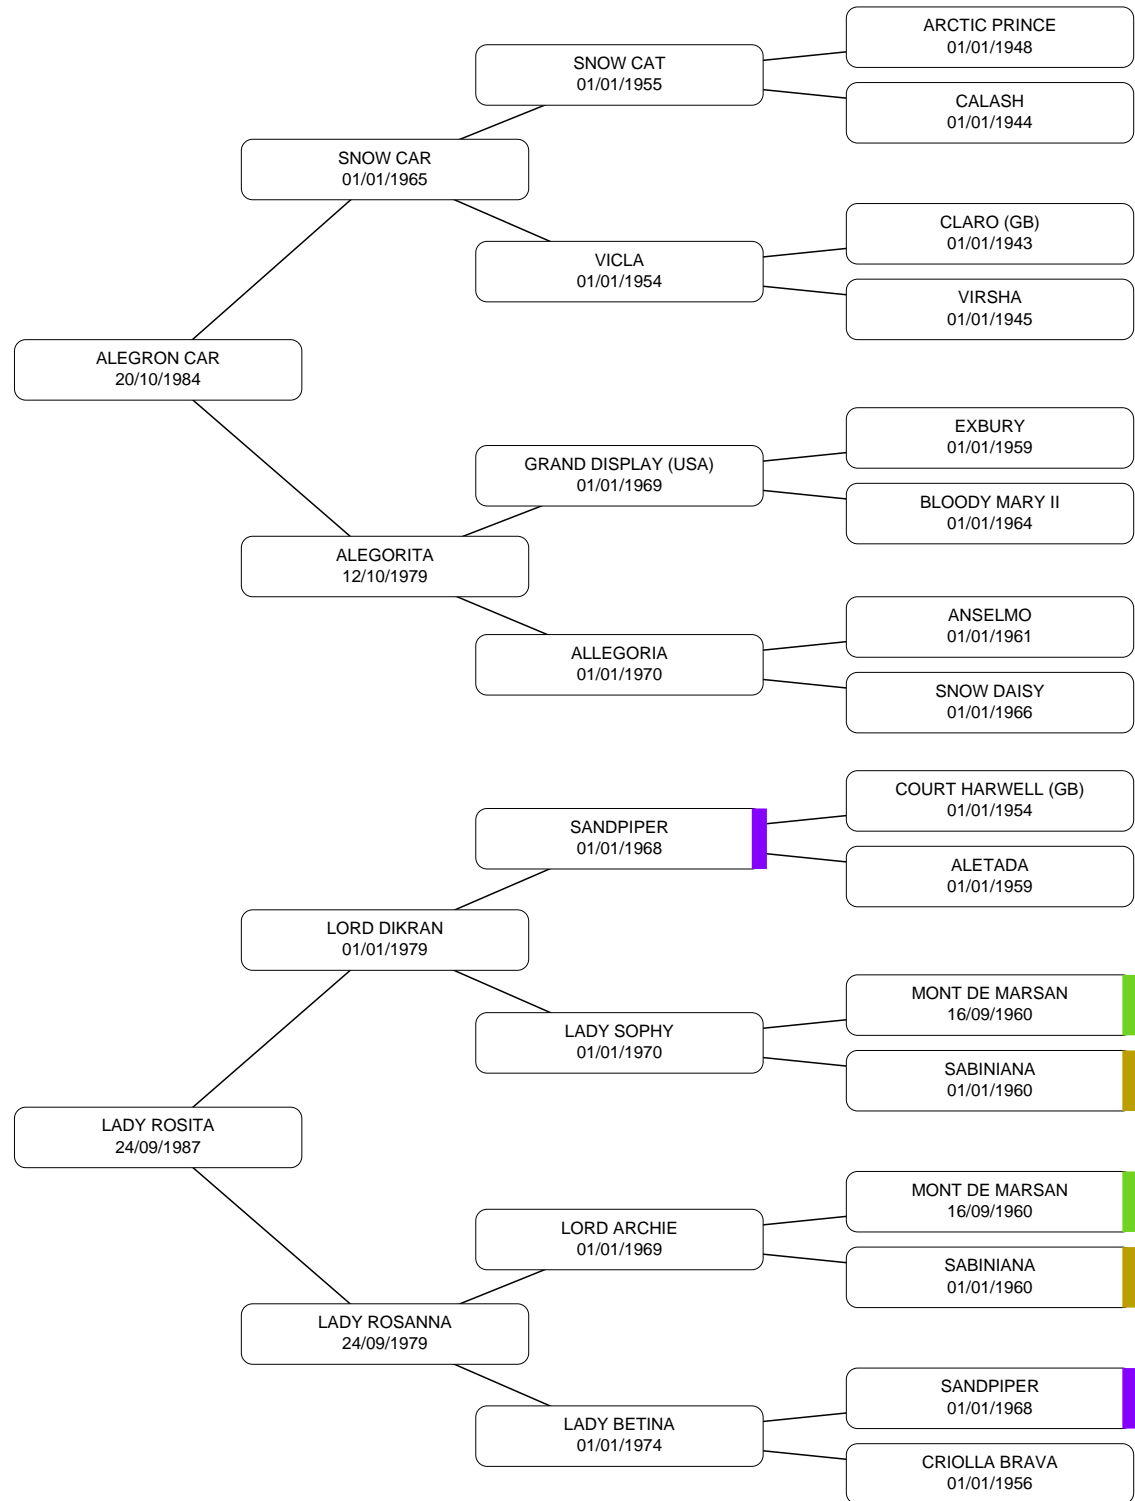 ARCTIC PRINCE
01/01/1948
SNOW CAT
01/01/1955
CALASH
01/01/1944
SNOW CAR
01/01/1965
CLARO (GB)
01/01/1943
VICLA
01/01/1954
VIRSHA
01/01/1945
ALEGRON CAR
20/10/1984
EXBURY
01/01/1959
GRAND DISPLAY (USA)
01/01/1969
BLOODY MARY II
01/01/1964
ALEGORITA
12/10/1979
ANSELMO
01/01/1961
ALLEGORIA
01/01/1970
SNOW DAISY
01/01/1966
COURT HARWELL (GB)
01/01/1954
SANDPIPER
01/01/1968
ALETADA
01/01/1959
LORD DIKRAN
01/01/1979
MONT DE MARSAN
16/09/1960
LADY SOPHY
01/01/1970
SABINIANA
01/01/1960
LADY ROSITA
24/09/1987
MONT DE MARSAN
16/09/1960
LORD ARCHIE
01/01/1969
SABINIANA
01/01/1960
LADY ROSANNA
24/09/1979
SANDPIPER
01/01/1968
LADY BETINA
01/01/1974
CRIOLLA BRAVA
01/01/1956